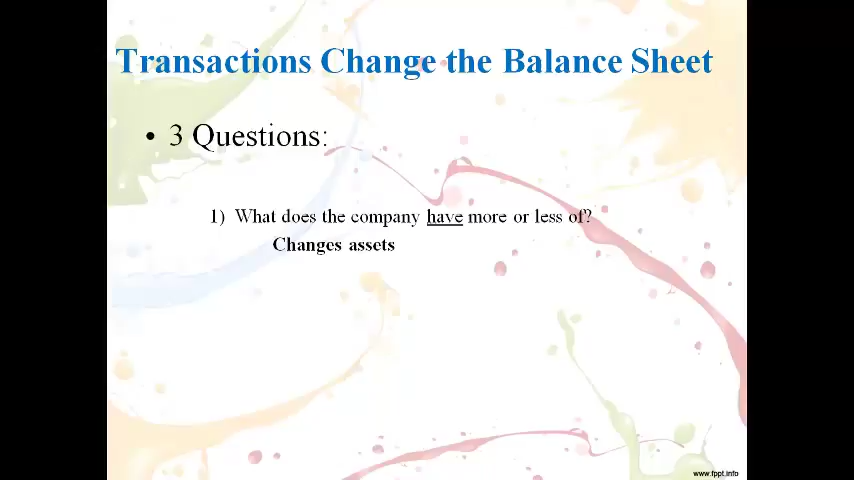 Transactions Change the Balance Sheet
• 3 Questions:
1) What does the company have more or less of?
Changes assets
www.fppt.info